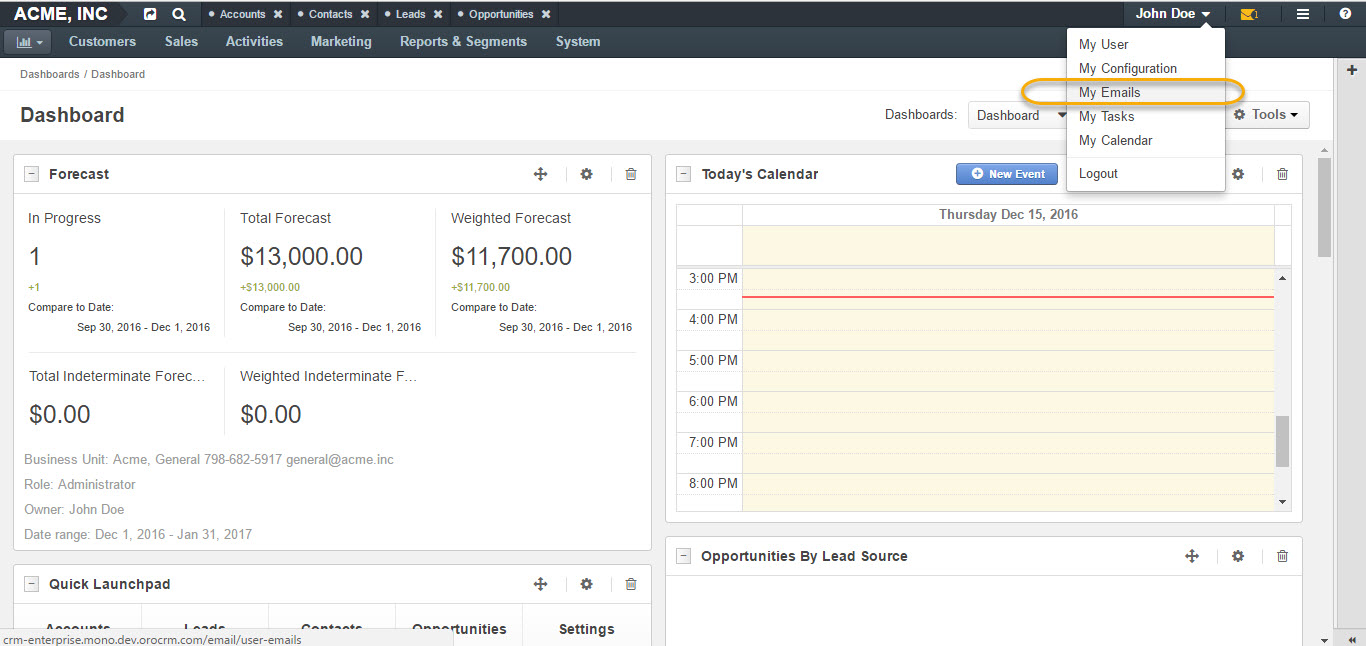 ACME, INC
Accounts ✖ Contacts ✖ Leads ✖ Opportunities ✖
John Doe
1
Customers Sales Activities Marketing Reports & Segments System
My User
My Configuration
My Emails
My Tasks
My Calendar
Logout
Dashboards / Dashboard
Dashboard
Dashboards: Dashboard
Tools
Forecast
In Progress Total Forecast Weighted Forecast
1 $13,000.00 $11,700.00
+1 +$13,000.00 +$11,700.00
Compare to Date: Compare to Date: Compare to Date:
Sep 30, 2016 - Dec 1, 2016 Sep 30, 2016 - Dec 1, 2016 Sep 30, 2016 - Dec 1, 2016
Total Indeterminate Forec... Weighted Indeterminate F...
$0.00 $0.00
Business Unit: Acme, General 798-682-5917 general@acme.inc
Role: Administrator
Owner: John Doe
Date range: Dec 1, 2016 - Jan 31, 2017
Today's Calendar
New Event
Thursday Dec 15, 2016
3:00 PM
4:00 PM
5:00 PM
6:00 PM
7:00 PM
8:00 PM
Quick Launchpad
Accounts Leads Contacts Opportunities Settings
Opportunities By Lead Source
crm-enterprise.mono.dev.orocrm.com/email/user-emails